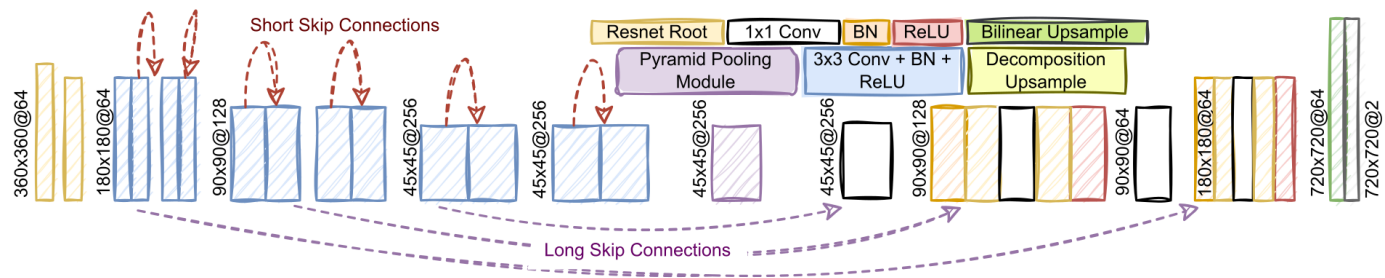 Short Skip Connections
Resnet Root
1x1 Conv
BN
ReLU
Bilinear Upsample
Pyramid Pooling
Module
3x3 Conv + BN +
ReLU
Decomposition
Upsample
360x360@64
180x180@64
90x90@128
45x45@256
45x45@256
45x45@256
45x45@256
90x90@128
90x90@64
180x180@64
720x720@64
720x720@2
Long Skip Connections